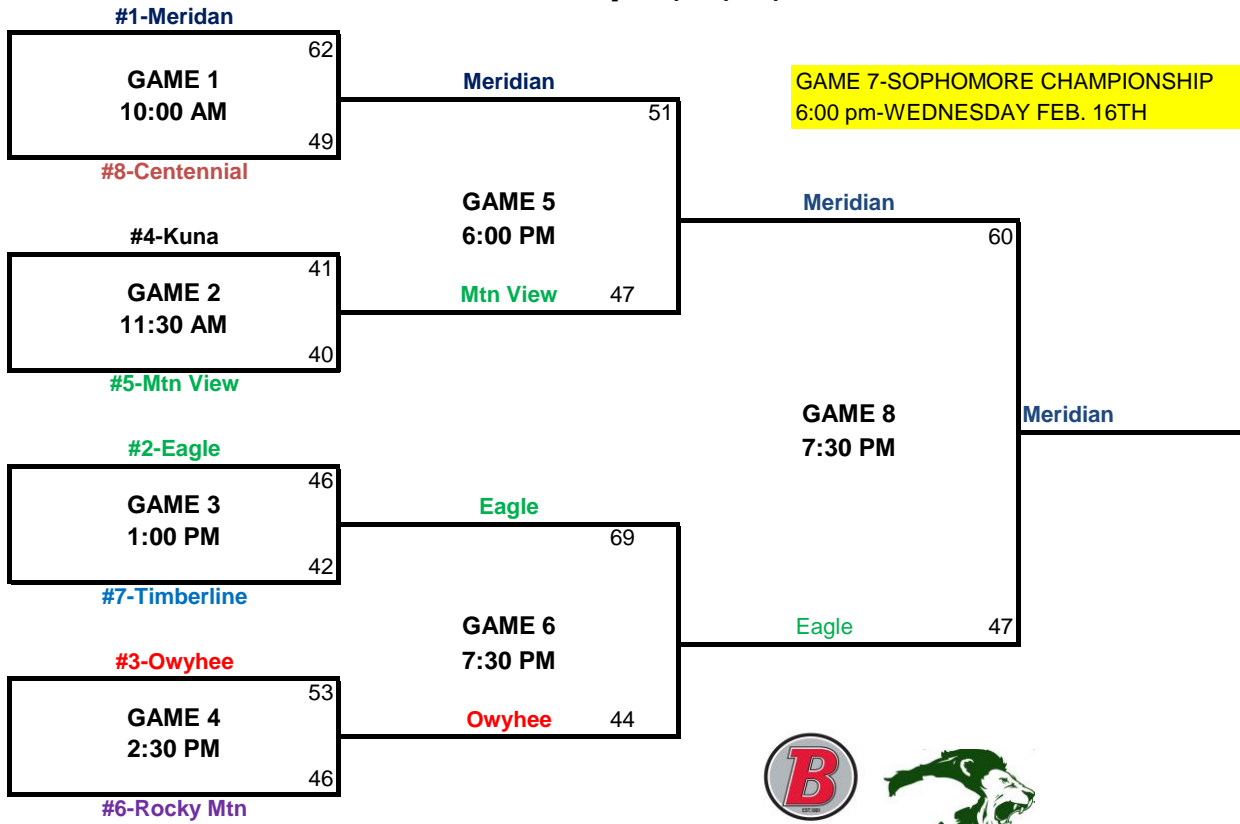 #1-Meridan
62
GAME 1
10:00 AM
49
#8-Centennial
#4-Kuna
41
GAME 2
11:30 AM
40
#5-Mtn View
#2-Eagle
46
GAME 3
1:00 PM
42
#7-Timberline
#3-Owyhee
53
GAME 4
2:30 PM
46
#6-Rocky Mtn
Meridian
51
GAME 5
6:00 PM
Mtn View 47
Eagle
69
GAME 6
7:30 PM
Owyhee 44
GAME 7-SOPHOMORE CHAMPIONSHIP
6:00 pm-WEDNESDAY FEB. 16TH
Meridian
60
GAME 8
7:30 PM
Eagle 47
Meridian
B